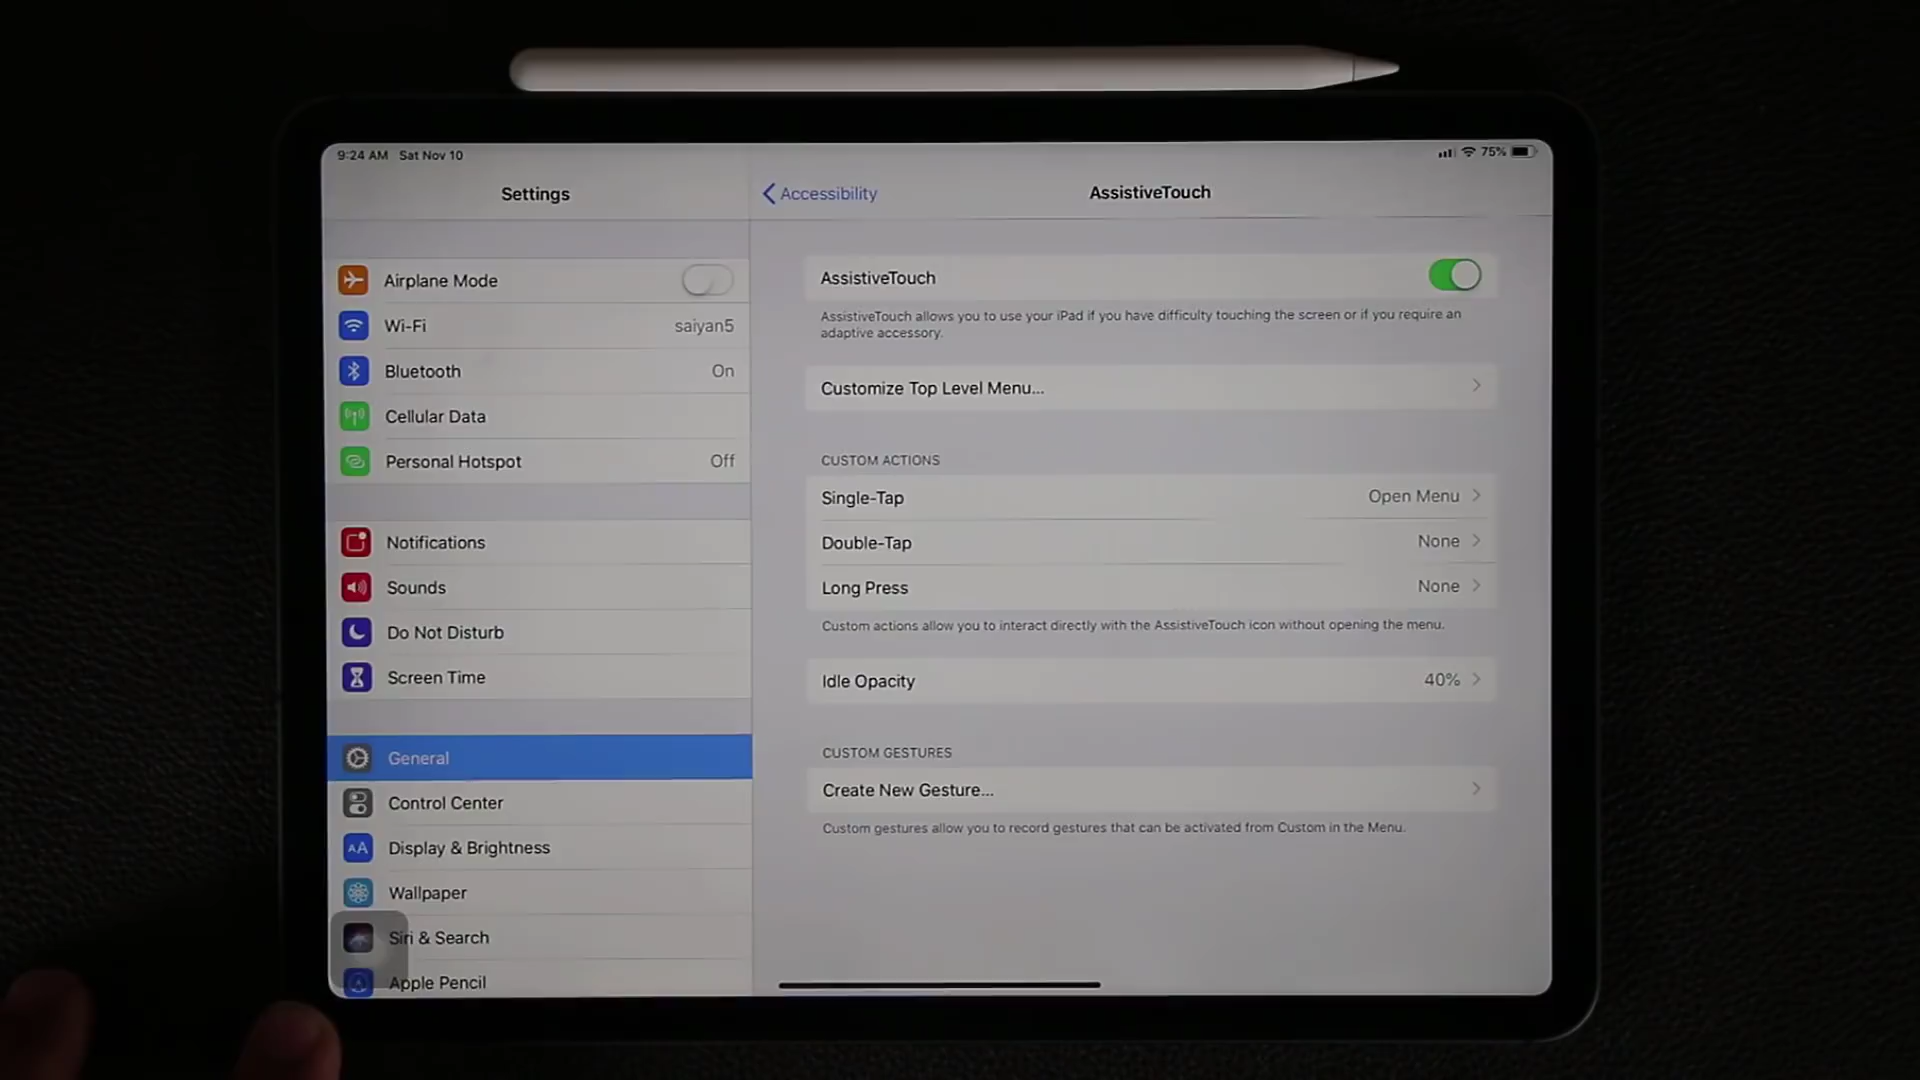 9:24 AM Sat Nov 10
75%
Settings
Accessibility
AssistiveTouch
Airplane Mode
Wi-Fi saiyan5
Bluetooth On
Cellular Data
Personal Hotspot Off
Notifications
Sounds
Do Not Disturb
Screen Time
General
Control Center
AA Display & Brightness
Wallpaper
Siri & Search
Apple Pencil
AssistiveTouch
AssistiveTouch allows you to use your iPad if you have difficulty touching the screen or if you require an
adaptive accessory.
Customize Top Level Menu...
CUSTOM ACTIONS
Single-Tap Open Menu
Double-Tap None
Long Press None
Custom actions allow you to interact directly with the AssistiveTouch icon without opening the menu.
Idle Opacity 40%
CUSTOM GESTURES
Create New Gesture...
Custom gestures allow you to record gestures that can be activated from Custom in the Menu.